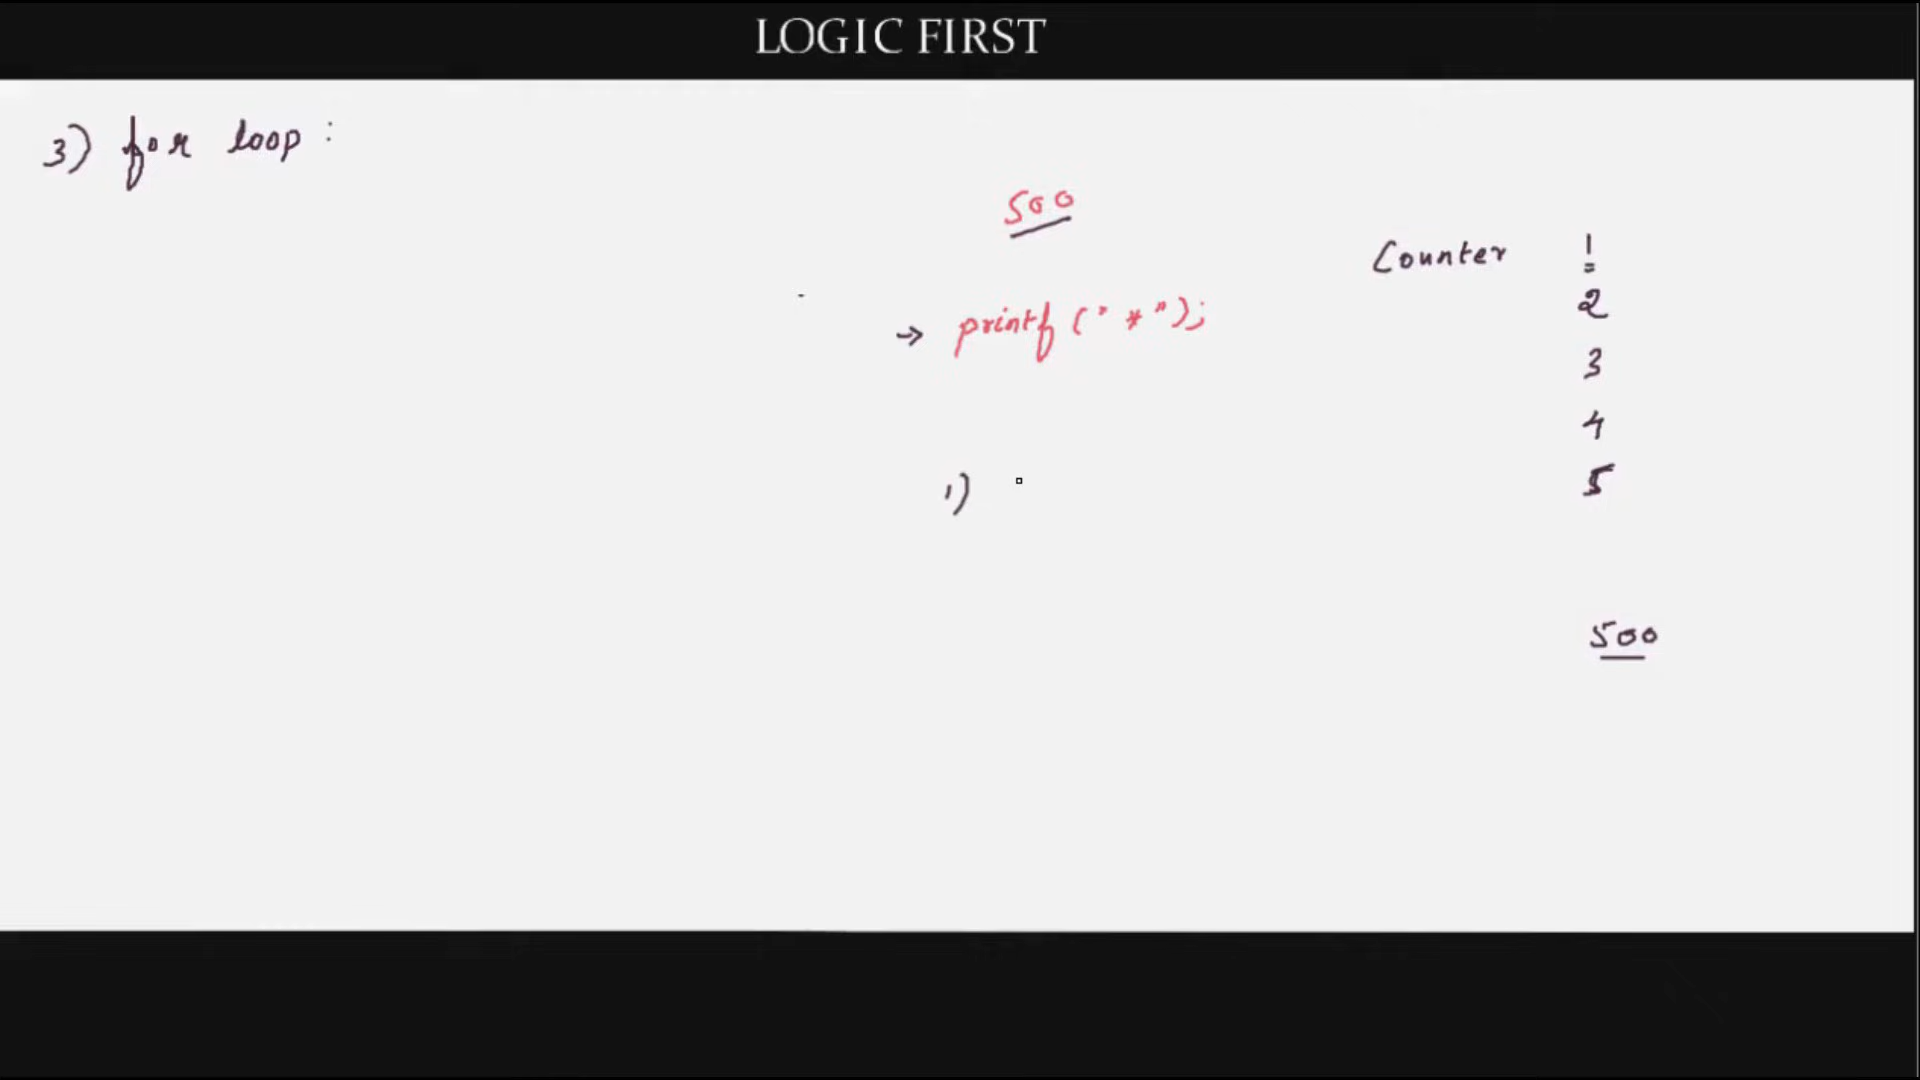 LOGIC FIRST
3) for loop :
500
→ printf ("*");
Counter 1
2
3
4
5
1)
500